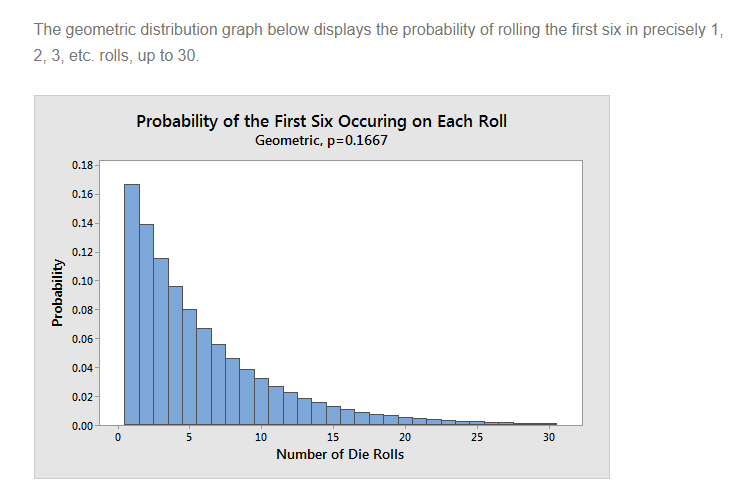 The geometric distribution graph below displays the probability of rolling the first six in precisely 1,
2, 3, etc. rolls, up to 30.
Probability of the First Six Occuring on Each Roll
Geometric, p=0.1667
0.18
0.16
0.14
0.12
0.10
0.08
0.06
0.04
0.02
0.00
Probability
0 5 10 15 20 25 30
Number of Die Rolls